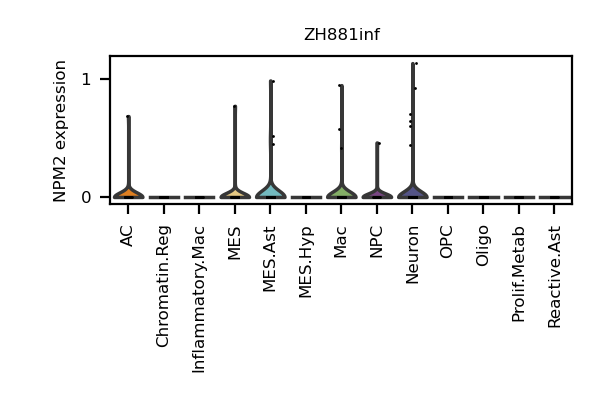 ZH881inf
NPM2 expression
1
0
AC
Chromatin.Reg
Inflammatory.Mac
MES
MES.Ast
MES.Hyp
Mac
NPC
Neuron
OPC
Oligo
Prolif.Metab
Reactive.Ast